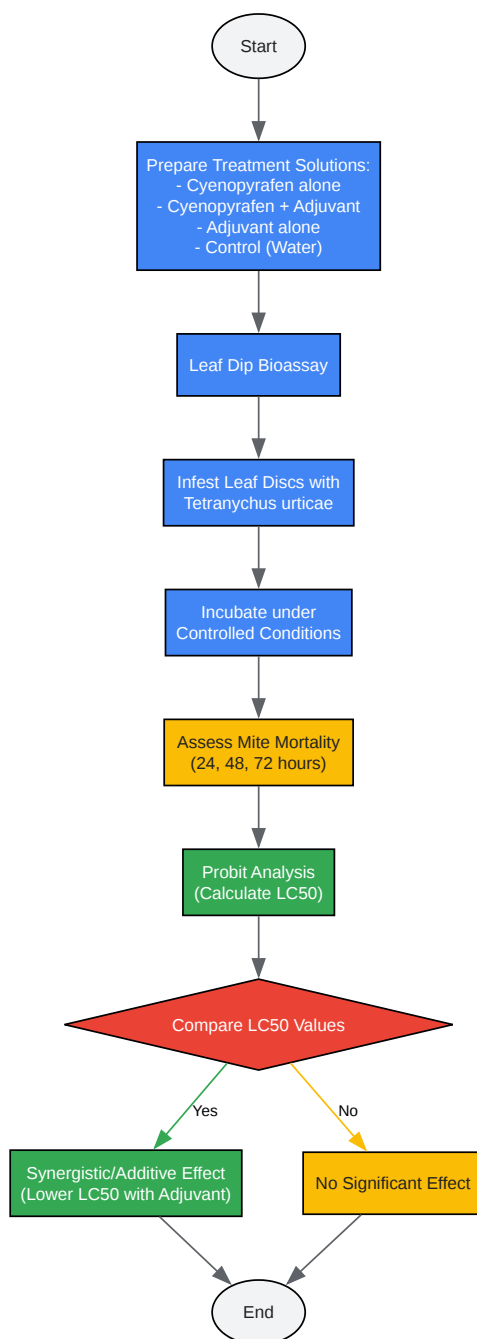 Start
Prepare Treatment Solutions:
- Cyenopyrafen alone
- Cyenopyrafen + Adjuvant
- Adjuvant alone
- Control (Water)
Leaf Dip Bioassay
Infest Leaf Discs with
Tetranychus urticae
Incubate under
Controlled Conditions
Assess Mite Mortality
(24, 48, 72 hours)
Probit Analysis
(Calculate LC50)
Compare LC50 Values
Yes
No
Synergistic/Additive Effect
(Lower LC50 with Adjuvant)
No Significant Effect
End